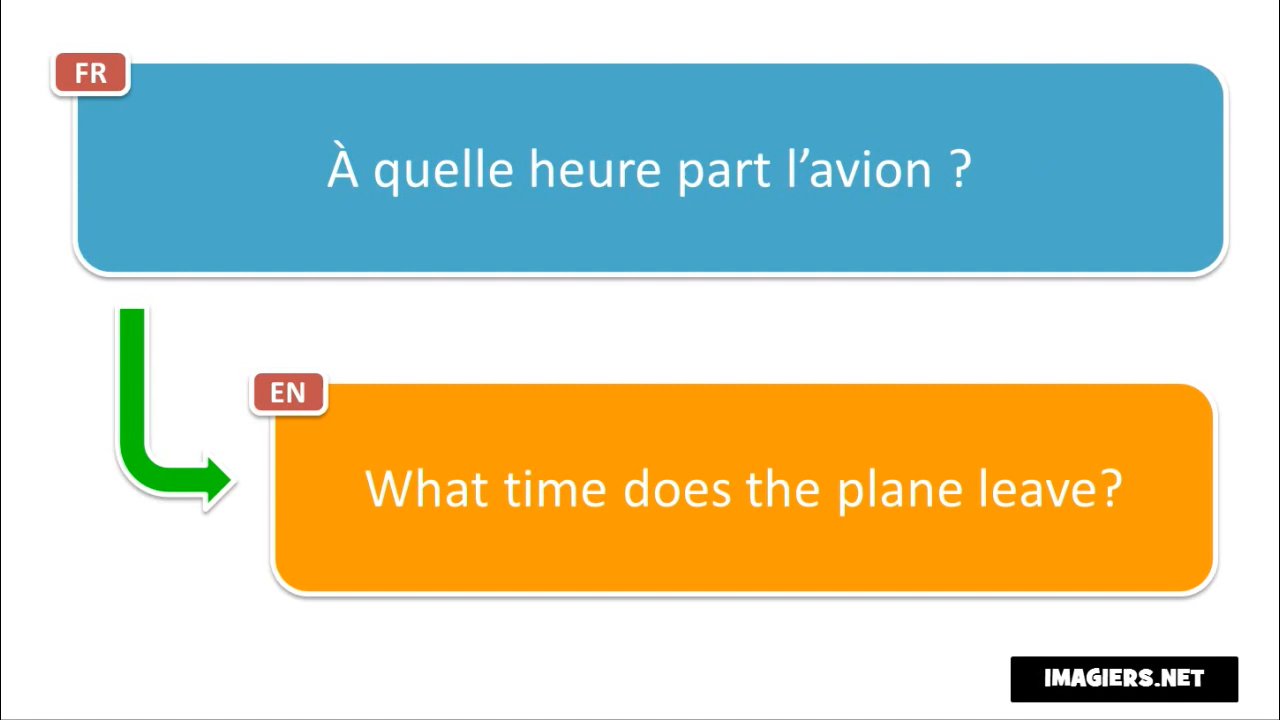 FR
À quelle heure part l’avion ?
EN
What time does the plane leave?
IMAGIERS.NET